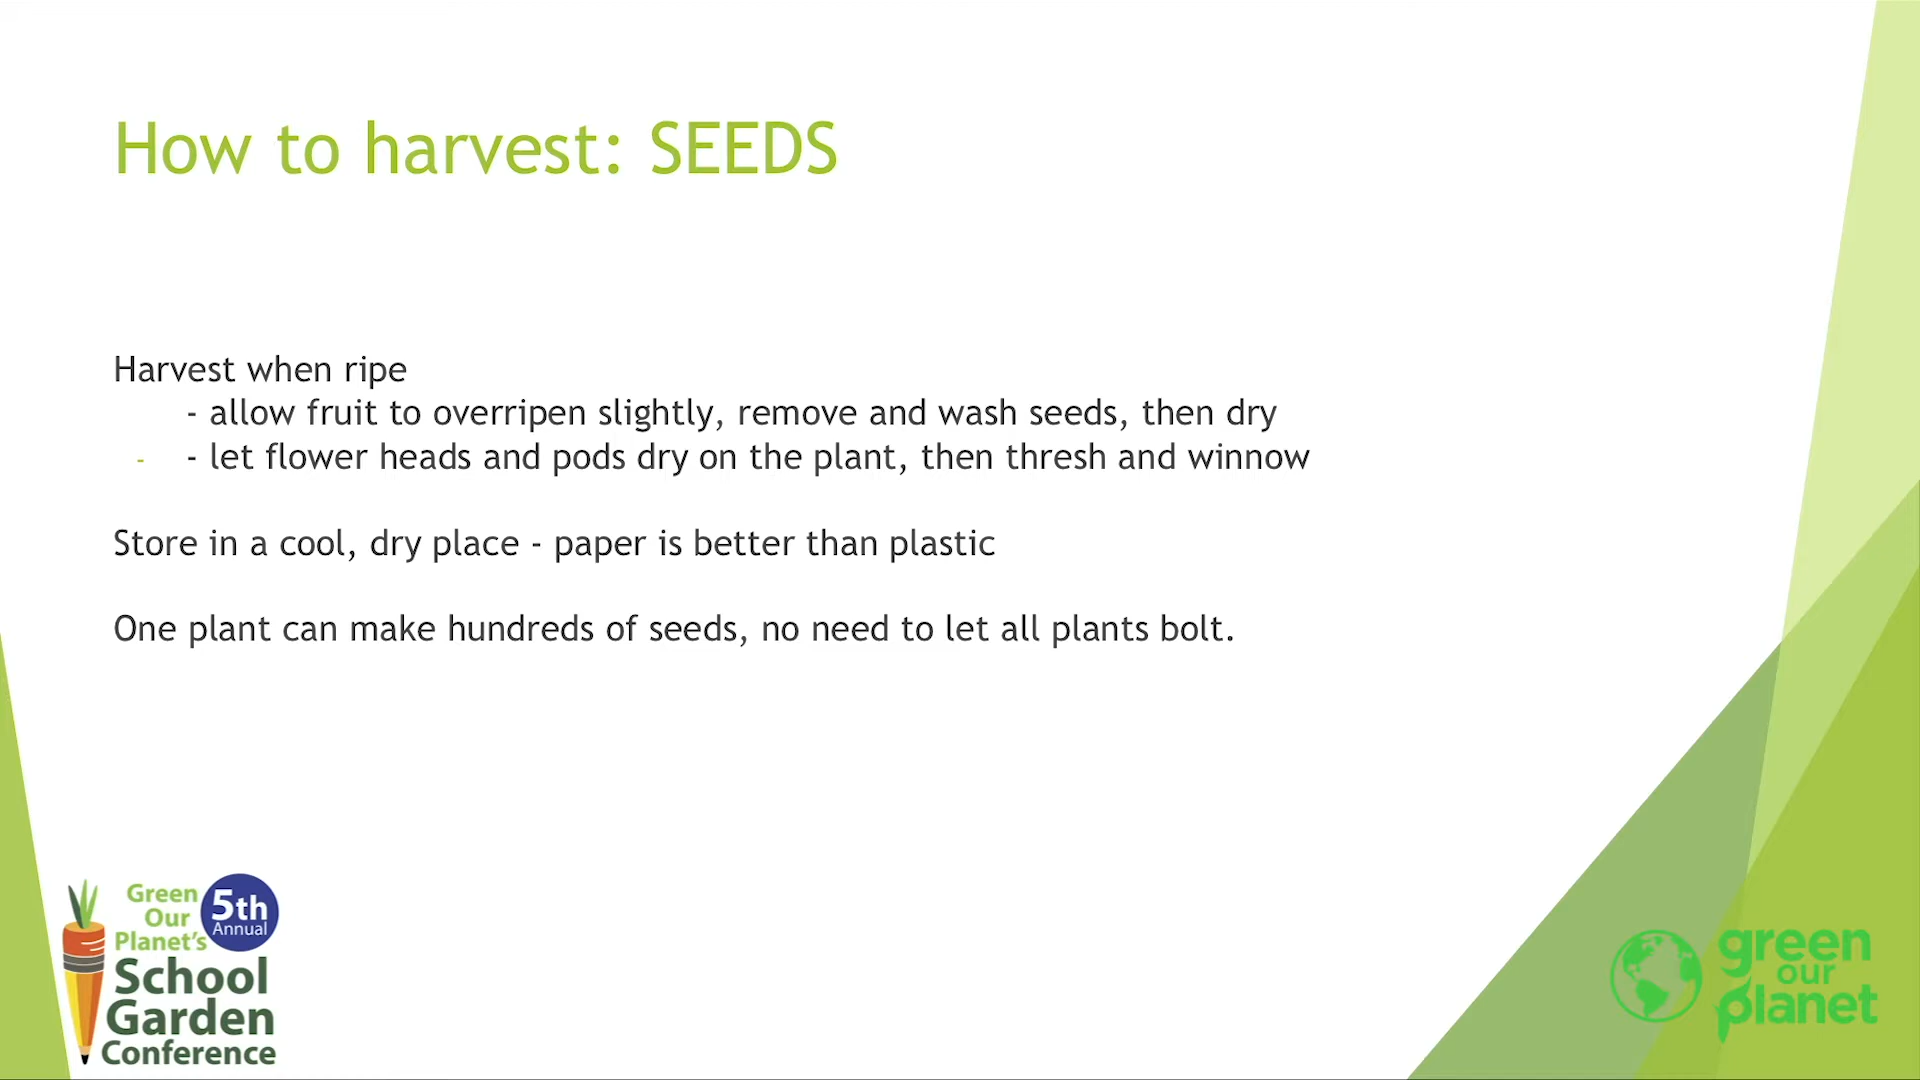 How to harvest: SEEDS
Harvest when ripe
- allow fruit to overripen slightly, remove and wash seeds, then dry
- - let flower heads and pods dry on the plant, then thresh and winnow
Store in a cool, dry place - paper is better than plastic
One plant can make hundreds of seeds, no need to let all plants bolt.
Green
Our
Planet's
5th
Annual
School
Garden
Conference
green
our
planet